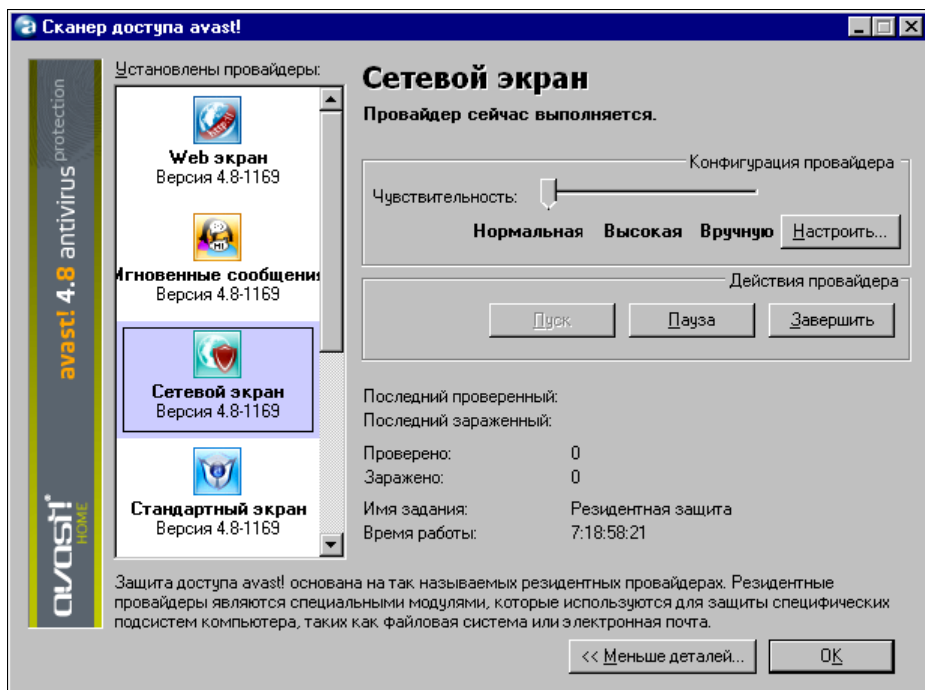 Сканер доступа avast!
avast! 4.8 antivirus protection
avast! HOME
Установлены провайдеры:
Web экран
Версия 4.8-1169
Мгновенные сообщения
Версия 4.8-1169
Сетевой экран
Версия 4.8-1169
Стандартный экран
Версия 4.8-1169
Сетевой экран
Провайдер сейчас выполняется.
Конфигурация провайдера
Чувствительность:
Нормальная Высокая Вручную Настроить...
Действия провайдера
Пуск Пауза Завершить
Последний проверенный:
Последний зараженный:
Проверено: 0
Заражено: 0
Имя задания: Резидентная защита
Время работы: 7:18:58:21
Защита доступа avast! основана на так называемых резидентных провайдерах. Резидентные
провайдеры являются специальными модулями, которые используются для защиты специфических
подсистем компьютера, таких как файловая система или электронная почта.
<< Меньше деталей... OK